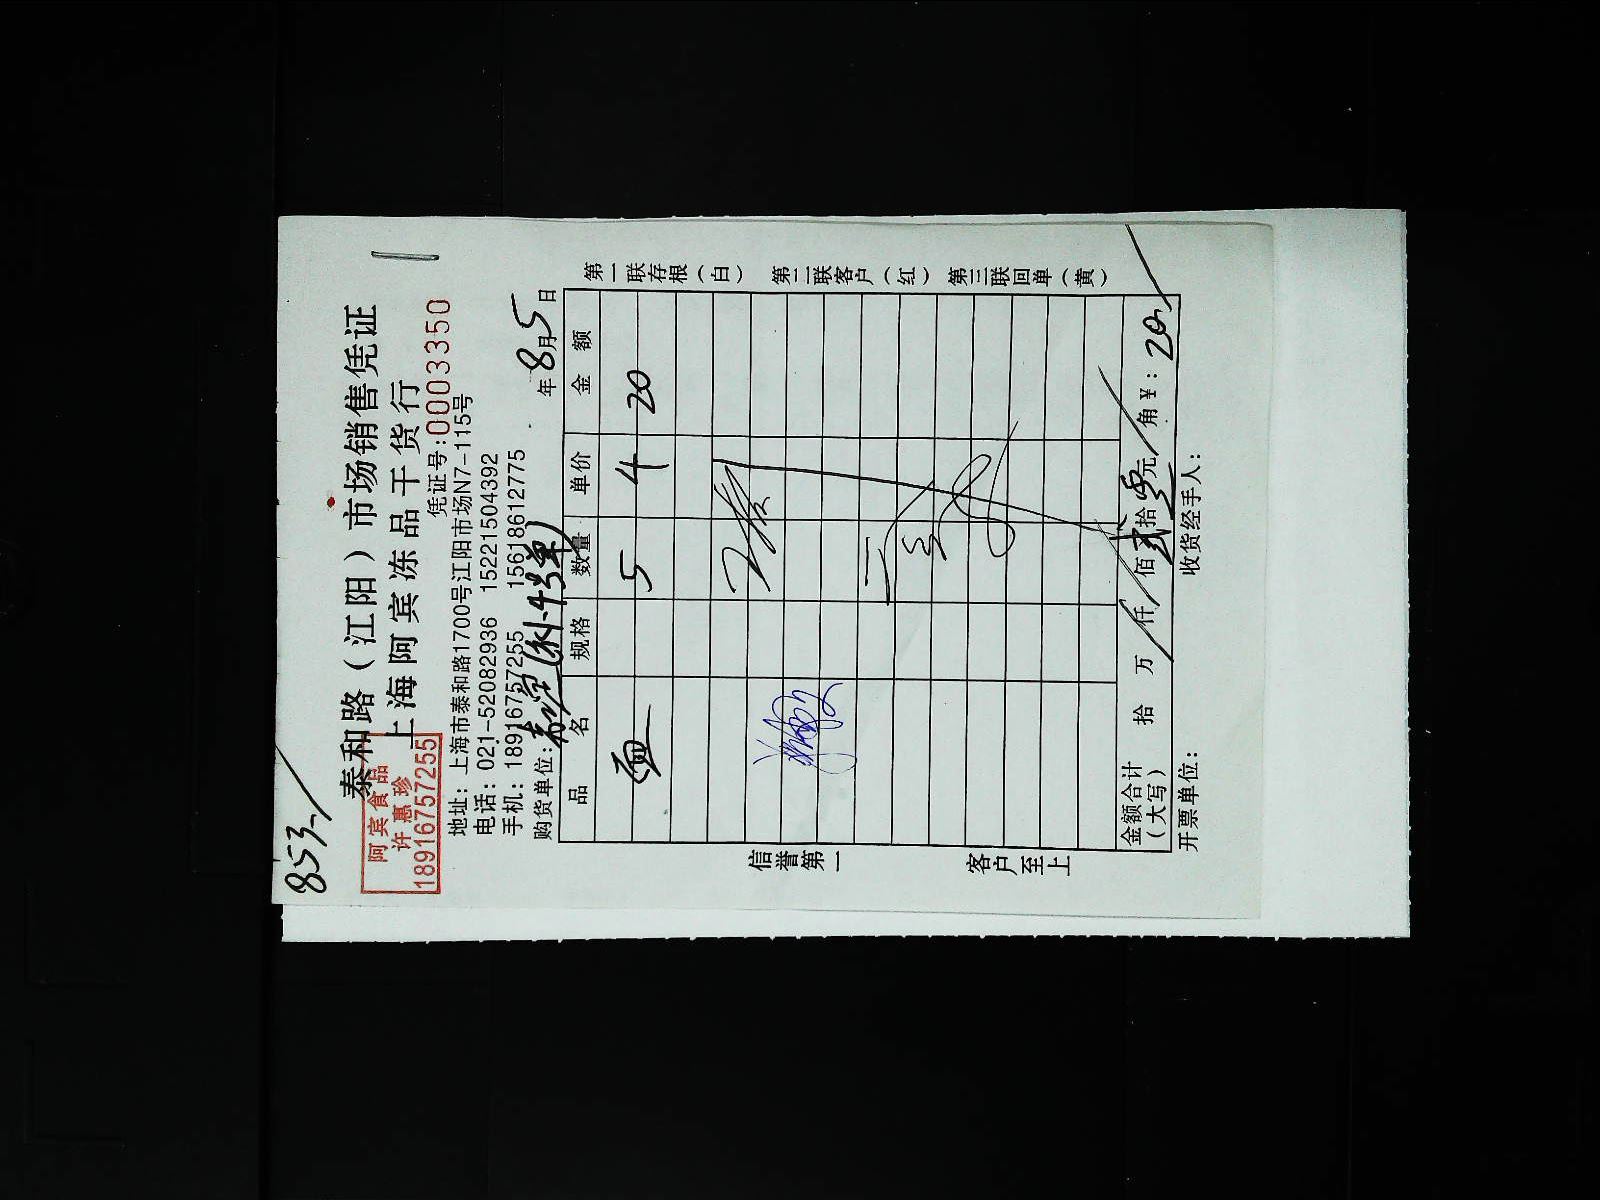 853
泰和路（江阳）市场销售凭证
上海阿宾冻品干货行
阿宾食品
许惠珍
18916757255
凭证号:0003350
地址：上海市泰和路1700号江阳市场N7-115号
电话：021-52082936 15221504392
手机：18916757255 15618612775
购货单位: 年8月5日
品名 规格 数量 单价 金额
血 5 4 20
金额合计（大写） 拾 万 仟 佰 贰拾零元 角 ￥：20
开票单位： 收货经手人：
信誉第一 客户至上
第一联存根（白） 第二联客户（红） 第三联回单（黄）